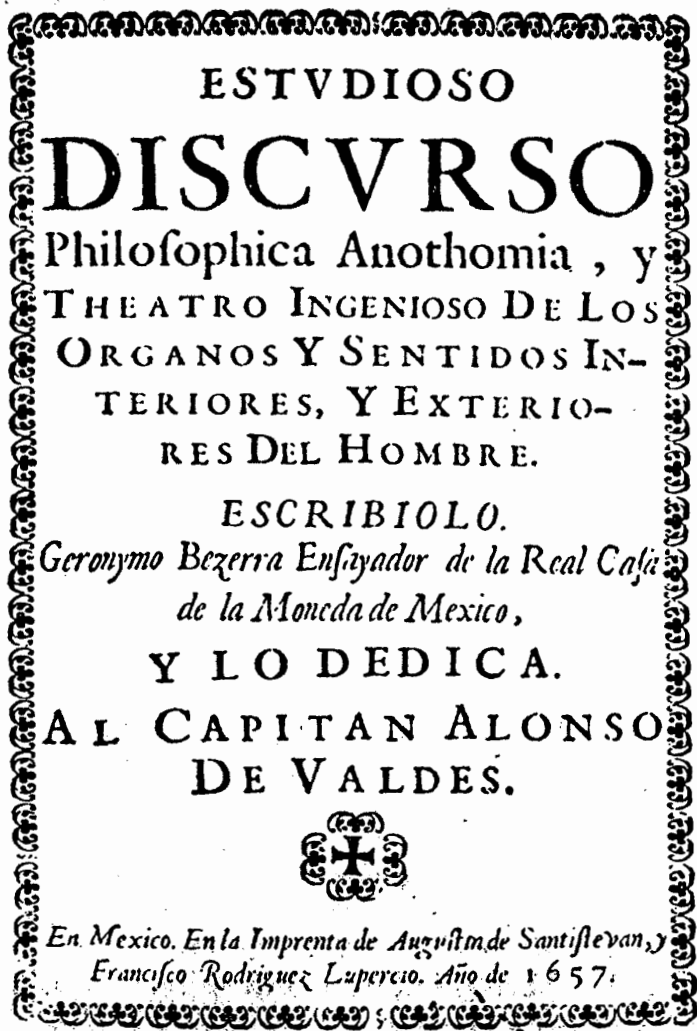 ESTVDIOSO
DISCVRSO
Philoſophica Anothomia, y
THEATRO INGENIOSO DE LOS
ORGANOS Y SENTIDOS IN-
TERIORES, Y EXTERIO-
RES DEL HOMBRE.
ESCRIBIOLO.
Geronymo Bezerra Enſayador de la Real Caſa
de la Moneda de Mexico,
Y LO DEDICA.
AL CAPITAN ALONSO
DE VALDES.
En Mexico. En la Imprenta de Auguſtin de Santiſtevan, y
Franciſco Rodriguez Lupercio. Año de 1657.